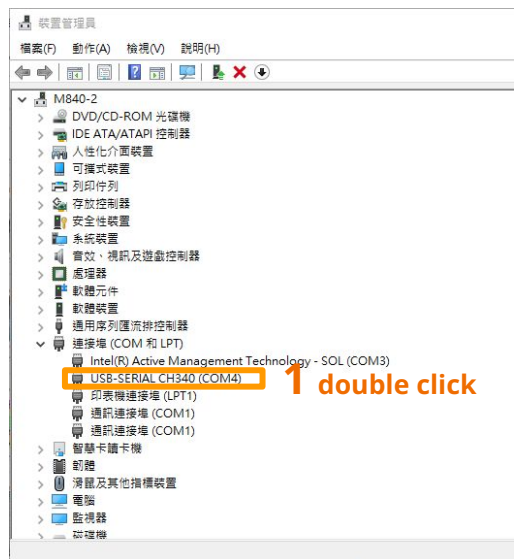 裝置管理員
檔案(F) 動作(A) 檢視(V) 說明(H)
M840-2
DVD/CD-ROM 光碟機
IDE ATA/ATAPI 控制器
人性化介面裝置
可攜式裝置
列印佇列
存放控制器
安全性裝置
系統裝置
音效、視訊及遊戲控制器
處理器
軟體元件
軟體裝置
通用序列匯流排控制器
連接埠 (COM 和 LPT)
Intel(R) Active Management Technology - SOL (COM3)
USB-SERIAL CH340 (COM4)
1 double click
印表機連接埠 (LPT1)
通訊連接埠 (COM1)
通訊連接埠 (COM1)
智慧卡讀卡機
韌體
滑鼠及其他指標裝置
電腦
監視器
磁碟機